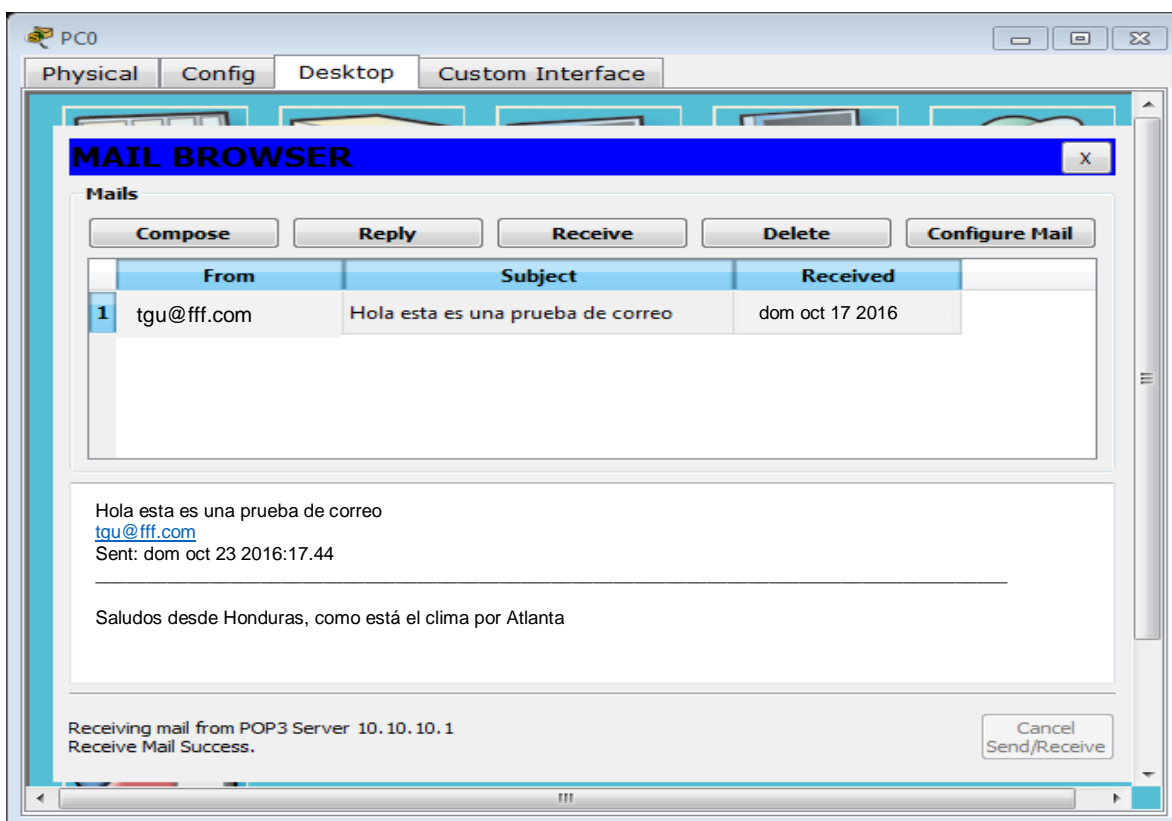 PC0
Physical Config Desktop Custom Interface
MAIL BROWSER
X
Mails
Compose Reply Receive Delete Configure Mail
From Subject Received
1 tgu@fff.com Hola esta es una prueba de correo dom oct 17 2016
Hola esta es una prueba de correo
tgu@fff.com
Sent: dom oct 23 2016:17.44
Saludos desde Honduras, como está el clima por Atlanta
Receiving mail from POP3 Server 10.10.10.1
Receive Mail Success.
Cancel
Send/Receive